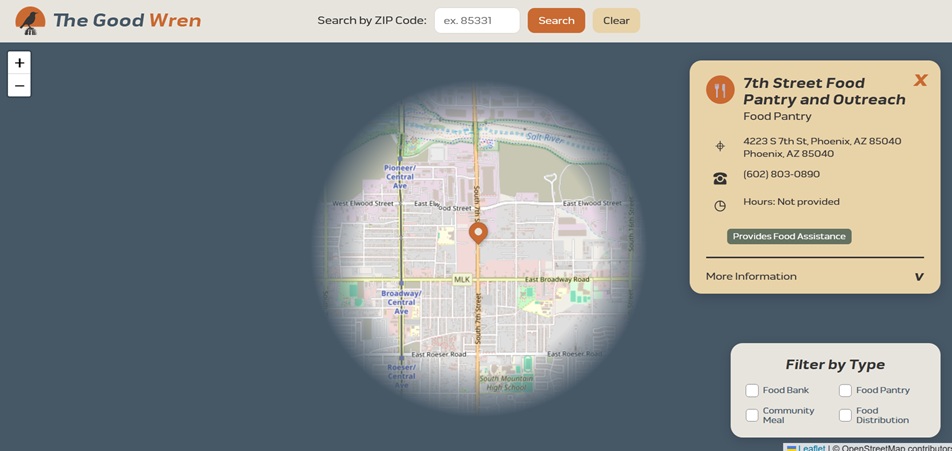 The Good Wren
Search by ZIP Code:
ex. 85331
Search
Clear
+
−
7th Street Food
Pantry and Outreach
X
Food Pantry
4223 S 7th St, Phoenix, AZ 85040
Phoenix, AZ 85040
(602) 803-0890
Hours: Not provided
Provides Food Assistance
More Information
v
Salt River
Pioneer/
Central
Ave
West Elwood Street
East El
ood Street
East Elwood Street
South 7th S
South 16th Street
MLK
East Broadway Road
Broadway/
Central
Ave
South 7th Street
East Roeser Road
East Roeser Road
Roeser/
Central
Ave
South Mountain
High School
Filter by Type
Food Bank
Food Pantry
Community
Meal
Food
Distribution
Leaflet | © OpenStreetMap contributors